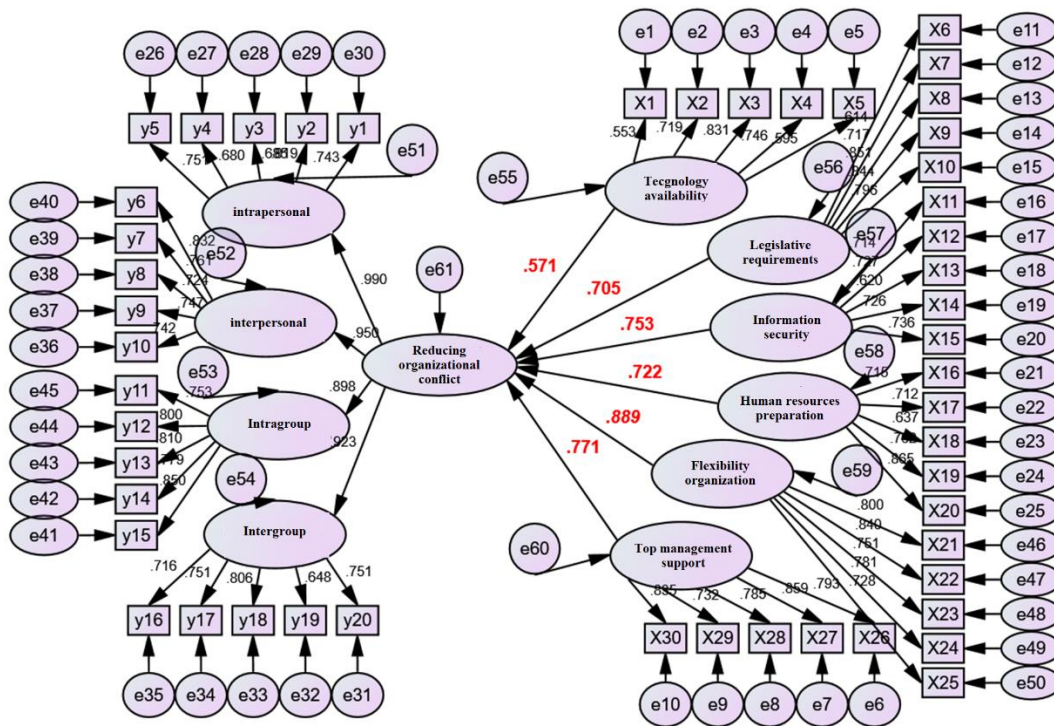 e26 e27 e28 e29 e30
y5 y4 y3 y2 y1
.751 .680 .819 .743
e51
intrapersonal
e40 y6
e39 y7
e38 y8
e37 y9
e36 y10
.832
.761
.724
.747
.742
e52
interpersonal
e53
.753
e45 y11
e44 y12
e43 y13
e42 y14
e41 y15
.800
.810
.779
.850
Intragroup
e54
Intergroup
.716 .751 .806 .648 .751
y16 y17 y18 y19 y20
e35 e34 e33 e32 e31
.990
.950
.898
.923
e61
Reducing
organizational
conflict
.571
.705
.753
.722
.889
.771
e1 e2 e3 e4 e5
X1 X2 X3 X4 X5
.553 .719 .831 .746 .595
e55
Tecgnology
availability
X6 e11
X7 e12
X8 e13
X9 e14
X10 e15
.614
.717
.851
.844
.796
e56
Legislative
requirements
e57
X11 e16
X12 e17
X13 e18
X14 e19
X15 e20
.714
.620
.726
.736
Information
security
e58
.715
X16 e21
X17 e22
X18 e23
X19 e24
X20 e25
.712
.637
Human resources
preparation
e59
Flexibility
organization
.800
.840
.751
.781
.728
X21 e46
X22 e47
X23 e48
X24 e49
X25 e50
e60
Top management
support
.732 .785 .859 .793
X30 X29 X28 X27 X26
e10 e9 e8 e7 e6